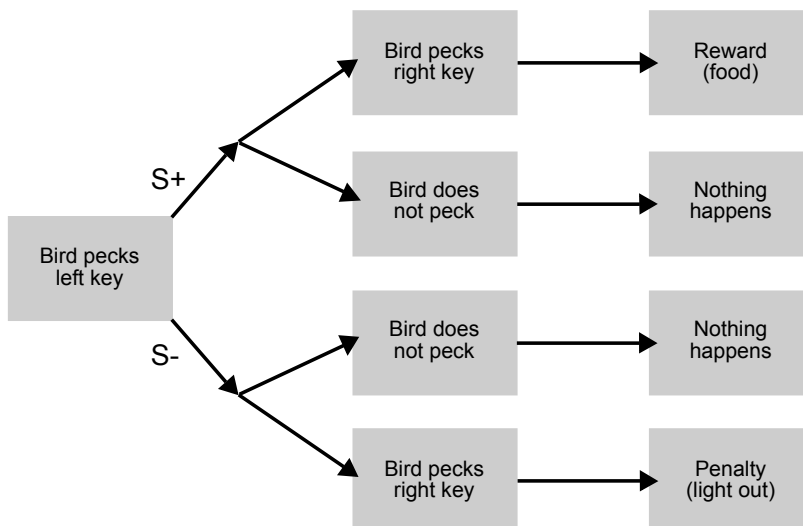 Bird pecks
right key
Reward
(food)
S+
Bird does
not peck
Nothing
happens
Bird pecks
left key
S-
Bird does
not peck
Nothing
happens
Bird pecks
right key
Penalty
(light out)